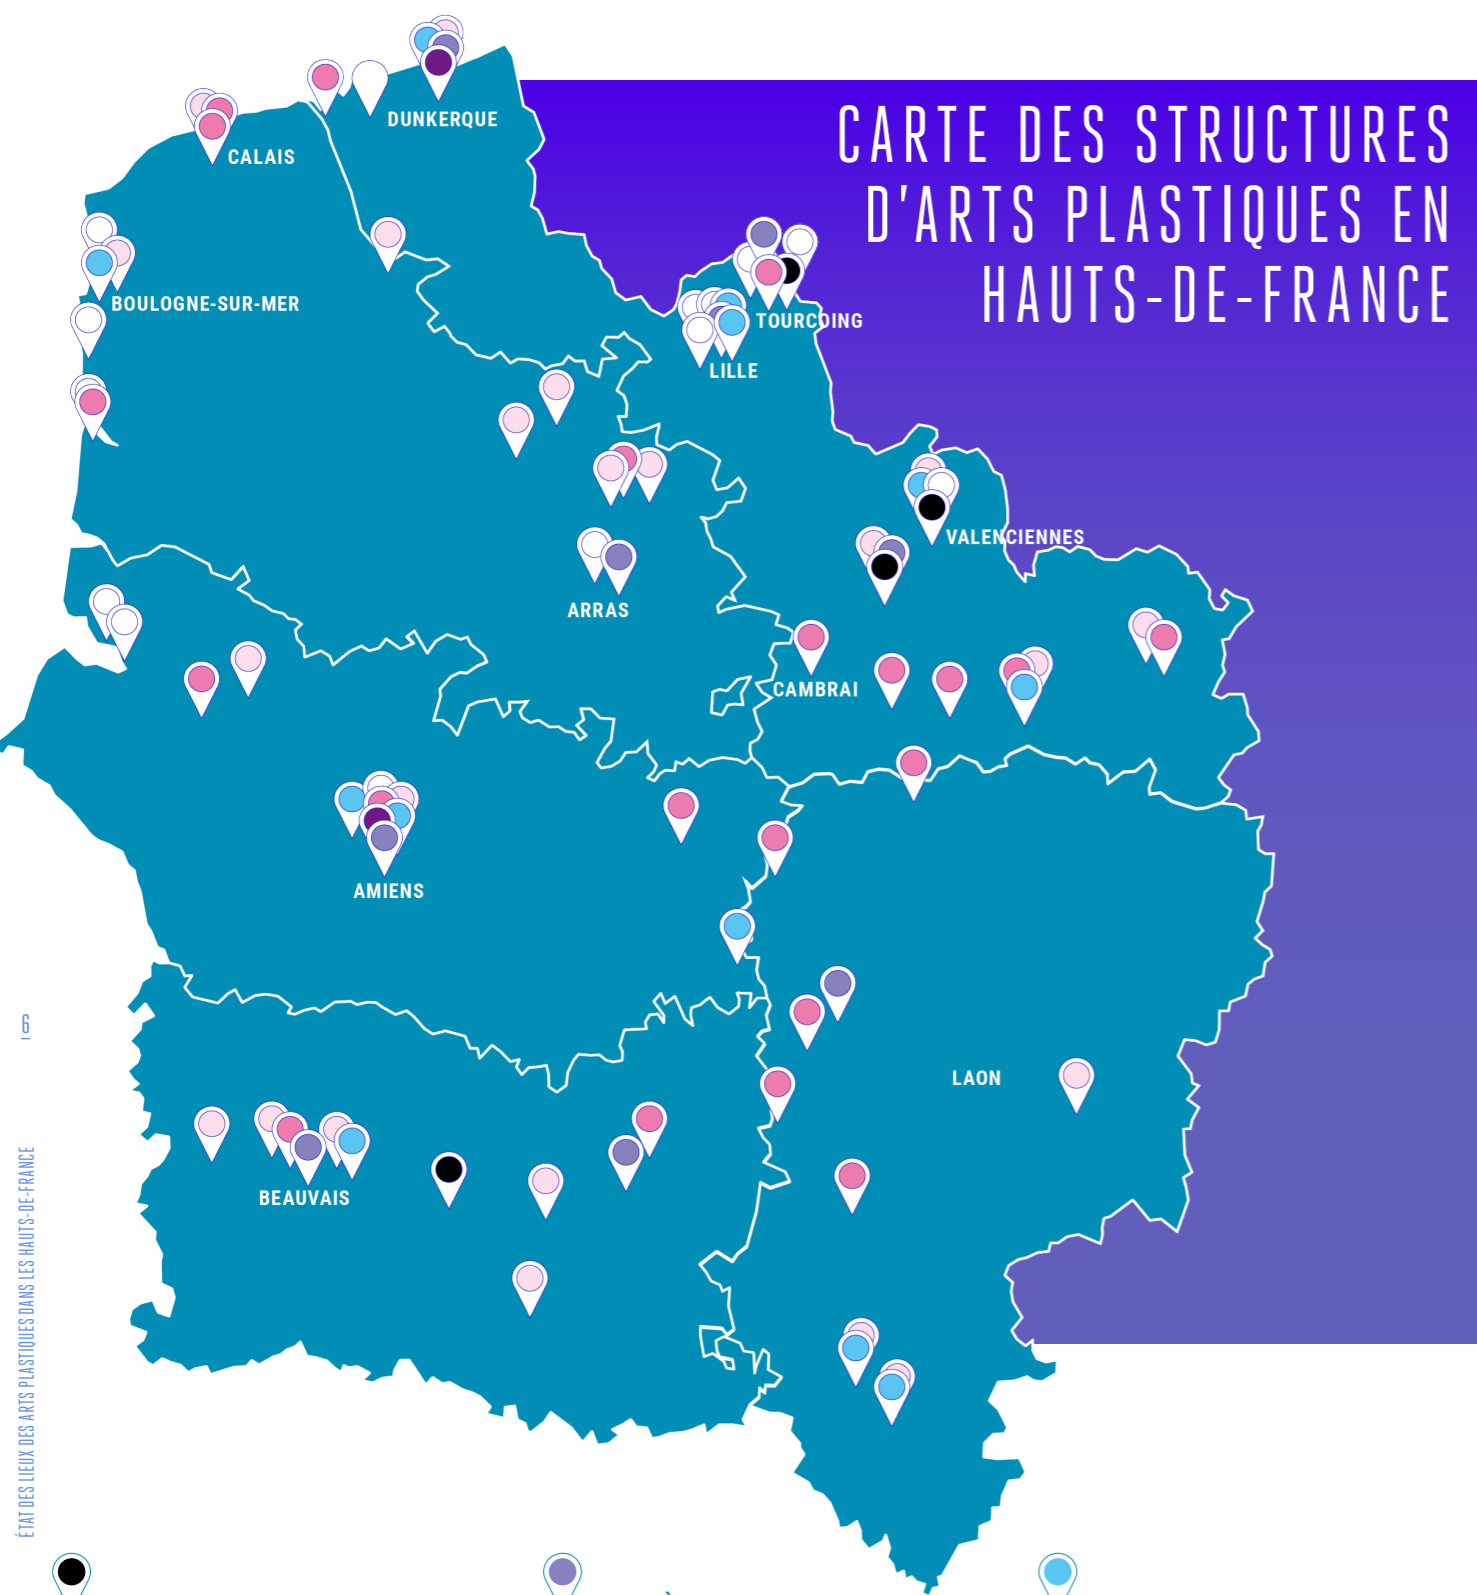 CARTE DES STRUCTURES
D'ARTS PLASTIQUES EN
HAUTS-DE-FRANCE
DUNKERQUE
CALAIS
BOULOGNE-SUR-MER
TOURCOING
LILLE
VALENCIENNES
ARRAS
CAMBRAI
AMIENS
LAON
BEAUVAIS
6
ÉTAT DES LIEUX DES ARTS PLASTIQUES DANS LES HAUTS-DE-FRANCE